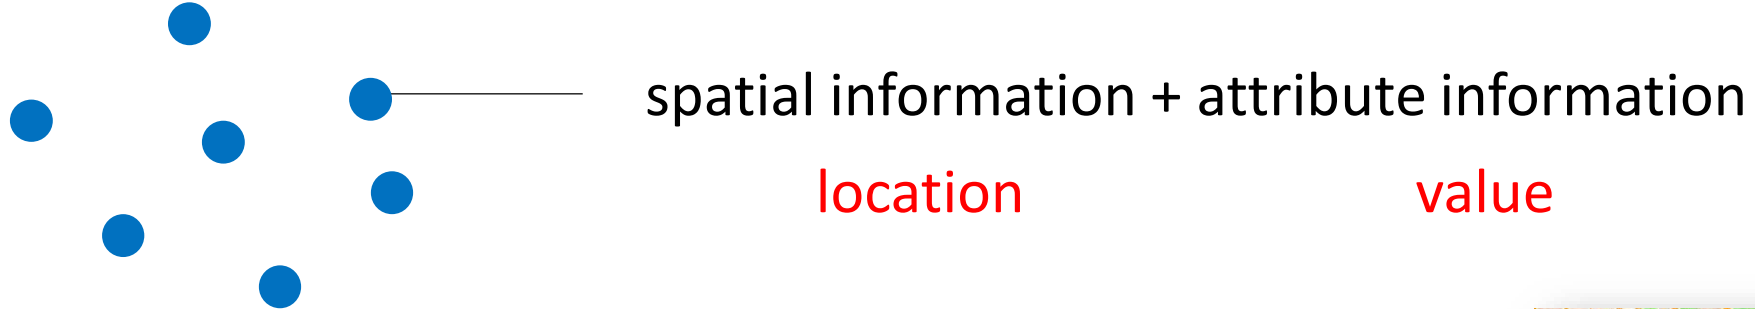 spatial information + attribute information
location value